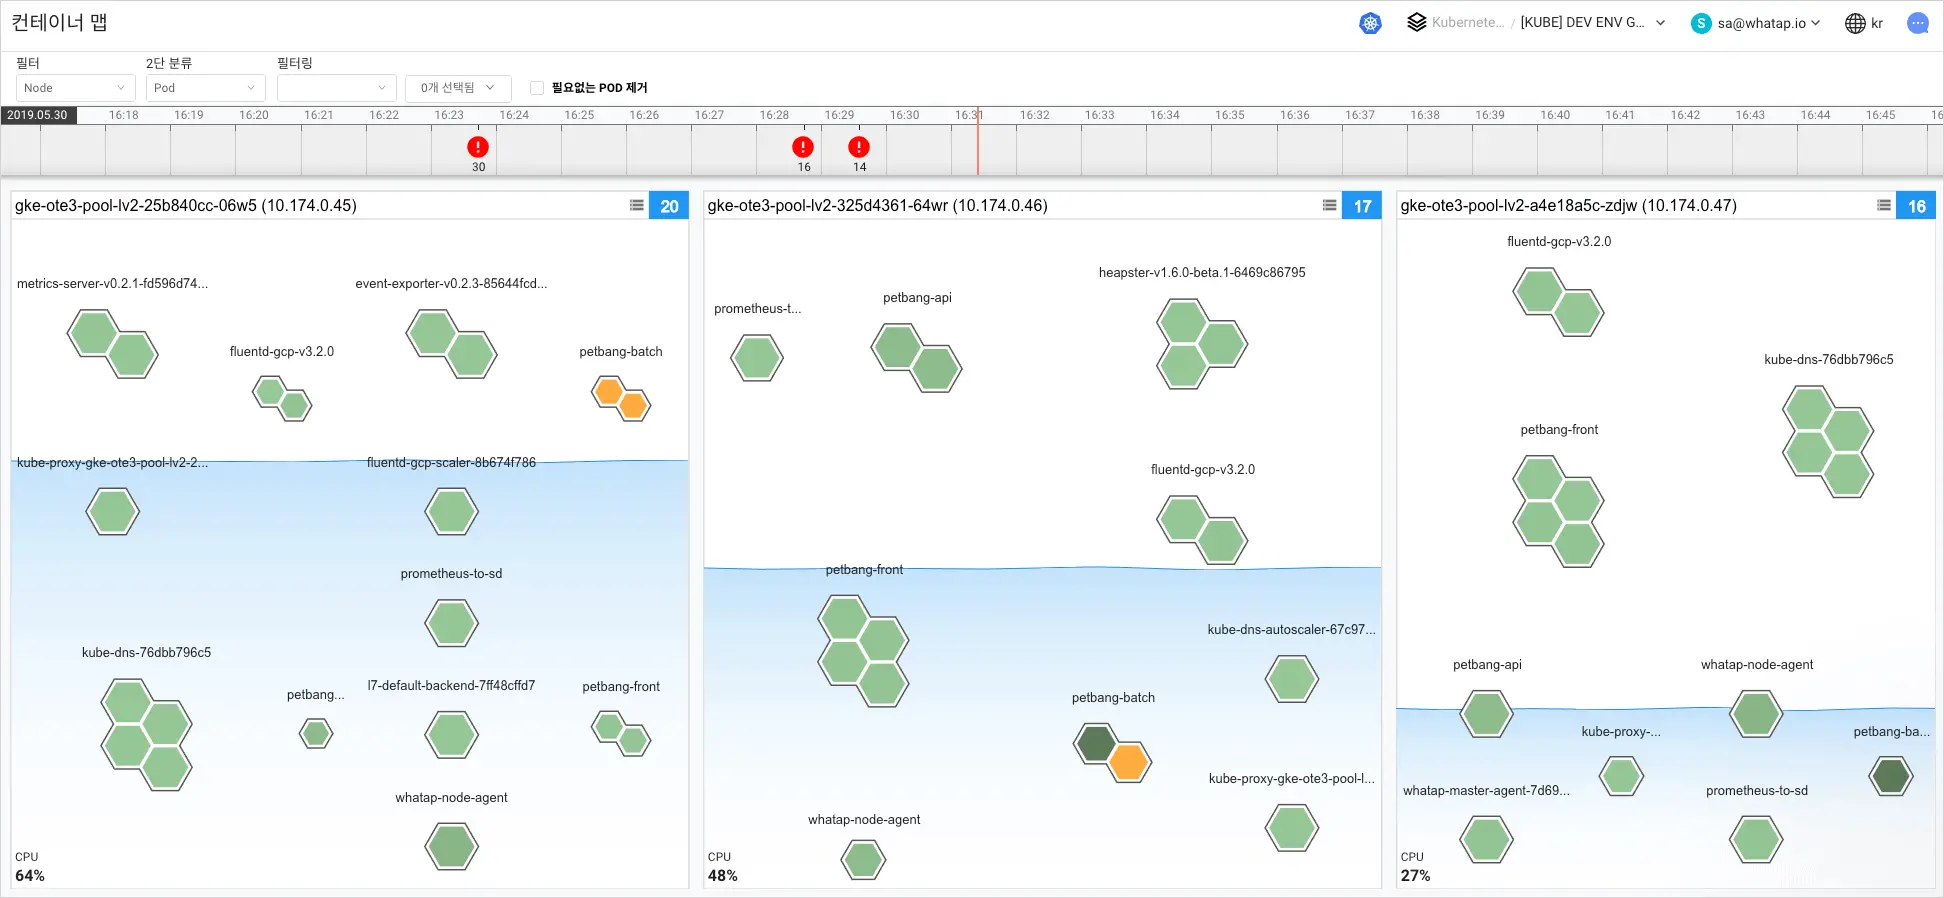 컨테이너 맵
Kubernete... / [KUBE] DEV ENV G...
S sa@whatap.io
kr
필터
2단 분류
필터링
Node
Pod
0개 선택됨
필요없는 POD 제거
2019.05.30 16:18 16:19 16:20 16:21 16:22 16:23 16:24 16:25 16:26 16:27 16:28 16:29 16:30 16:31 16:32 16:33 16:34 16:35 16:36 16:37 16:38 16:39 16:40 16:41 16:42 16:43 16:44 16:45 16
30
16
14
gke-ote3-pool-lv2-25b840cc-06w5 (10.174.0.45)
20
metrics-server-v0.2.1-fd596d74...
event-exporter-v0.2.3-85644fcd...
fluentd-gcp-v3.2.0
petbang-batch
kube-proxy-gke-ote3-pool-lv2-2...
fluentd-gcp-scaler-8b674f786
prometheus-to-sd
kube-dns-76dbb796c5
petbang...
l7-default-backend-7ff48cffd7
petbang-front
whatap-node-agent
CPU
64%
gke-ote3-pool-lv2-325d4361-64wr (10.174.0.46)
17
heapster-v1.6.0-beta.1-6469c86795
prometheus-t...
petbang-api
fluentd-gcp-v3.2.0
petbang-front
kube-dns-autoscaler-67c97...
petbang-batch
kube-proxy-gke-ote3-pool-l...
whatap-node-agent
CPU
48%
gke-ote3-pool-lv2-a4e18a5c-zdjw (10.174.0.47)
16
fluentd-gcp-v3.2.0
kube-dns-76dbb796c5
petbang-front
petbang-api
whatap-node-agent
kube-proxy-...
petbang-ba...
whatap-master-agent-7d69...
prometheus-to-sd
CPU
27%